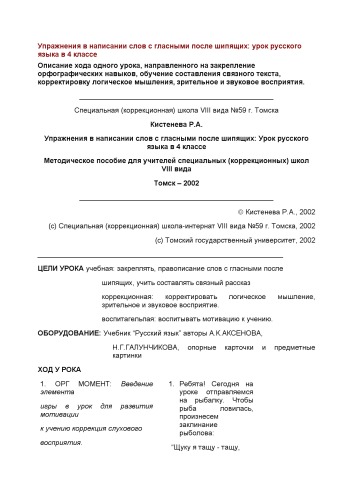 Упражнения в написании слов с гласными после шипящих: урок русского
языка в 4 классе
Описание хода одного урока, направленного на закрепление
орфографических навыков, обучение составления связного текста,
корректировку логическое мышления, зрительное и звуковое восприятия.
Специальная (коррекционная) школа VIII вида №59 г. Томска
Кистенева Р.А.
Упражнения в написании слов с гласными после шипящих: Урок русского
языка в 4 классе
Методическое пособие для учителей специальных (коррекционных) школ
VIII вида
Томск – 2002
© Кистенева Р.А., 2002
(с) Специальная (коррекционная) школа-интернат VIII вида №59 г. Томска, 2002
(с) Томский государственный университет, 2002
ЦЕЛИ УРОКА учебная: закреплять, правописание слов с гласными после
шипящих, учить составлять связный рассказ
коррекционная: корректировать логическое мышление,
зрительное и звуковое восприятие.
воспитагелъпая: воспытывать мотивацию к учению.
ОБОРУДОВАНИЕ: Учебник "Русский язык" авторы А.К.АКСЕНОВА,
Н.Г.ГАЛУНЧИКОВА, опорные карточки и предметные
картинки
ХОД У РОКА
1. ОРГ МОМЕНТ: Введение
элемента
игры в урок для развития
мотивации
к учению коррекция слухового
восприятия.
1. Ребята! Сегодня на
уроке отправляемся
на рыбалку. Чтобы
рыба ловилась,
произнесем
заклинание
рыболова:
"Щуку я тащу - тащу,